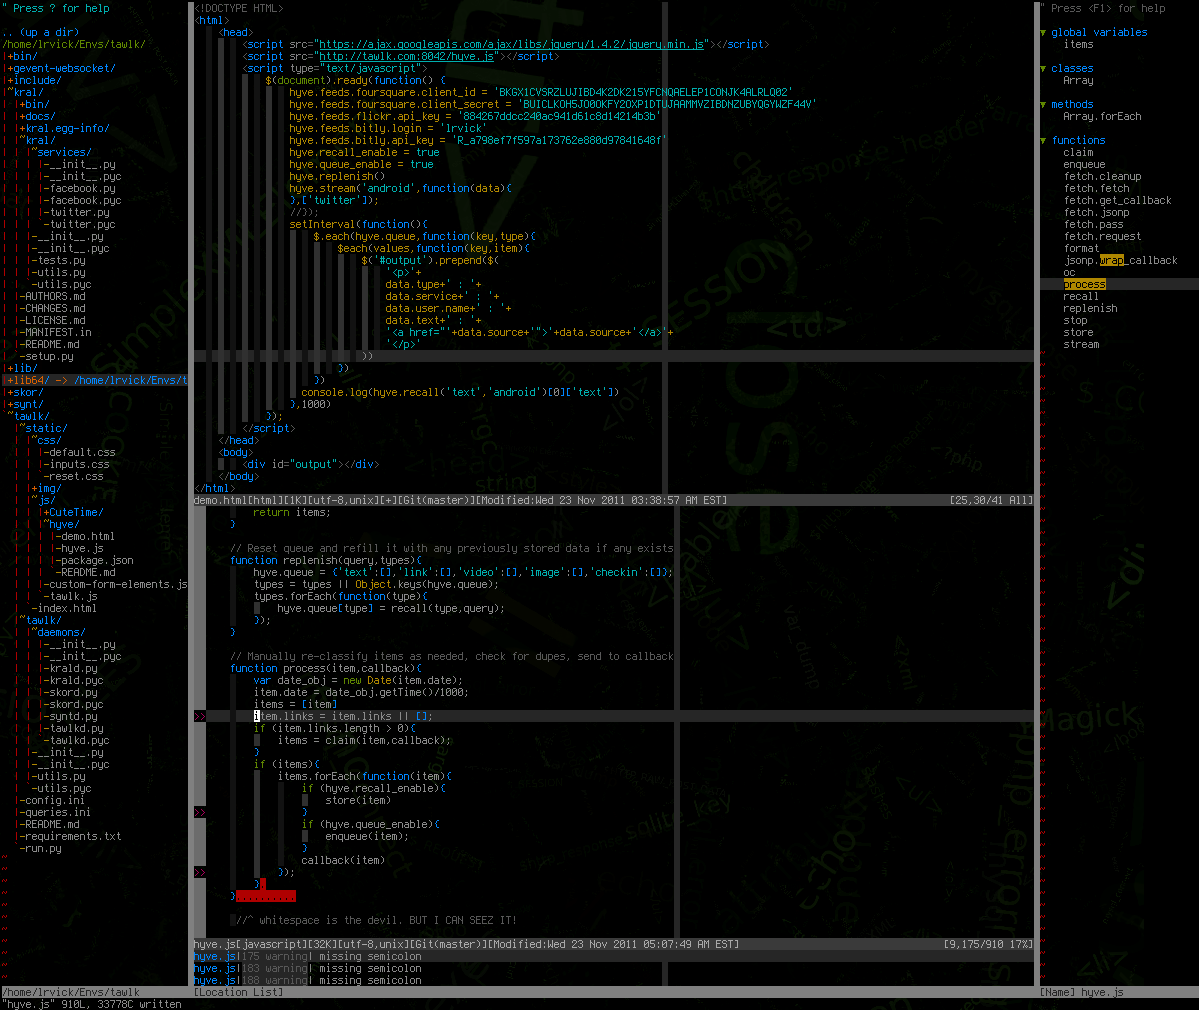 " Press ? for help
.. (up a dir)
/home/lrvick/Envs/tawlk/
|+bin/
|+gevent-websocket/
|+include/
|~kral/
| |+bin/
| |+docs/
| |+kral.egg-info/
| |~kral/
| | |~services/
| | | |-__init__.py
| | | |-__init__.pyc
| | | |-facebook.py
| | | |-facebook.pyc
| | | |-twitter.py
| | | `-twitter.pyc
| | |-__init__.py
| | |-__init__.pyc
| | |-tests.py
| | |-utils.py
| | `-utils.pyc
| |-AUTHORS.md
| |-CHANGES.md
| |-LICENSE.md
| |-MANIFEST.in
| |-README.md
| `-setup.py
|+lib/
|+lib64/ -> /home/lrvick/Envs/t
|+skor/
|+synt/
`~tawlk/
|~static/
| |~css/
| | |-default.css
| | |-inputs.css
| | `-reset.css
| |+img/
| |~js/
| | |+CuteTime/
| | |~hyve/
| | | |-demo.html
| | | |-hyve.js
| | | |-package.json
| | | `-README.md
| | |-custom-form-elements.js
| | `-tawlk.js
| `-index.html
|~tawlk/
| |~daemons/
| | |-__init__.py
| | |-__init__.pyc
| | |-krald.py
| | |-krald.pyc
| | |-skord.py
| | |-skord.pyc
| | |-syntd.py
| | |-tawlkd.py
| | `-tawlkd.pyc
| |-__init__.py
| |-__init__.pyc
| |-utils.py
| `-utils.pyc
|-config.ini
|-queries.ini
|-README.md
|-requirements.txt
`-run.py
/home/lrvick/Envs/tawlk
<!DOCTYPE HTML>
<html>
<head>
<script src="https://ajax.googleapis.com/ajax/libs/jquery/1.4.2/jquery.min.js"></script>
<script src="http://tawlk.com:8042/hyve.js"></script>
<script type="text/javascript">
$(document).ready(function() {
hyve.feeds.foursquare.client_id = 'BKGX1CVSRZLUJIBD4K2DK215YFCNQAELEP1CONJK4ALRLQ02'
hyve.feeds.foursquare.client_secret = 'BUICLKOH5JO0OKFY2OXP1DTUJAAMMVZIBDNZUBYQGYWZF44V'
hyve.feeds.flickr.api_key = '884267ddcc240ac941d61c8d14214b3b'
hyve.feeds.bitly.login = 'lrvick'
hyve.feeds.bitly.api_key = 'R_a798ef7f597a173762e880d97841648f'
hyve.recall_enable = true
hyve.queue_enable = true
hyve.replenish()
hyve.stream('android',function(data){
},['twitter']);
//});
setInterval(function(){
$.each(hyve.queue,function(key,type){
$each(values,function(key,item){
$('#output').prepend($(
'<p>'+
data.type+' : '+
data.service+' : '+
data.user.name+' : '+
data.text+' : '+
'<a href="'+data.source+'">'+data.source+'</a>'+
'</p>'
))
})
})
console.log(hyve.recall('text','android')[0]['text'])
},1000)
});
</script>
</head>
<body>
<div id="output"></div>
</body>
</html>
demo.html[html][1K][utf-8,unix][+][Git(master)][Modified:Wed 23 Nov 2011 03:38:57 AM EST] [25,30/41 All]
return items;
}
// Reset queue and refill it with any previously stored data if any exists
function replenish(query,types){
hyve.queue = {'text':[],'link':[],'video':[],'image':[],'checkin':[]};
types = types || Object.keys(hyve.queue);
types.forEach(function(type){
hyve.queue[type] = recall(type,query);
});
}
// Manually re-classify items as needed, check for dupes, send to callback
function process(item,callback){
var date_obj = new Date(item.date);
item.date = date_obj.getTime()/1000;
items = [item]
>> item.links = item.links || [];
if (item.links.length > 0){
items = claim(item,callback);
}
if (items){
items.forEach(function(item){
if (hyve.recall_enable){
store(item)
>> }
if (hyve.queue_enable){
enqueue(item);
}
callback(item)
>> });
}.
}..........
//^ whitespace is the devil. BUT I CAN SEEZ IT!
hyve.js[javascript][32K][utf-8,unix][Git(master)][Modified:Wed 23 Nov 2011 05:07:49 AM EST] [9,175/910 17%]
hyve.js|175 warning| missing semicolon
hyve.js|183 warning| missing semicolon
hyve.js|188 warning| missing semicolon
[Location List]
" Press <F1> for help
▼ global variables
items
▼ classes
Array
▼ methods
Array.forEach
▼ functions
claim
enqueue
fetch.cleanup
fetch.fetch
fetch.get_callback
fetch.jsonp
fetch.pass
fetch.request
format
jsonp.wrap_callback
oc
process
recall
replenish
stop
store
stream
[Name] hyve.js
"hyve.js" 910L, 33778C written